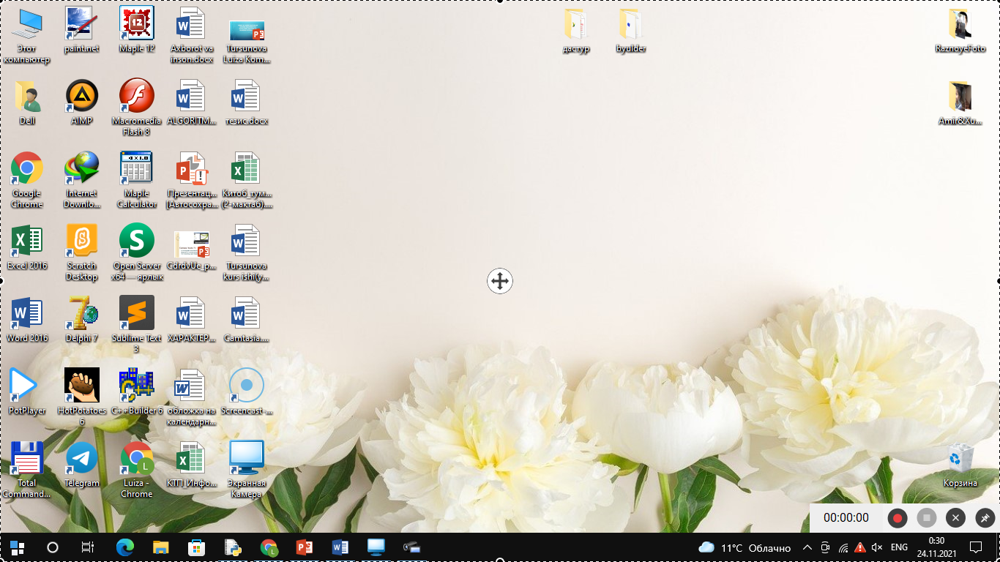 Этот
компьютер
paint.net
Maple 12
Axborot va
inson.docx
Tursunova
Luiza Kom...
дастур
byulder
RaznoyeFoto
Dell
AIMP
Macromedia
Flash 8
ALGORITM...
тезис.docx
Amir&Xu...
Google
Chrome
Internet
Downlo...
Maple
Calculator
Презентац...
[Автосохра...
Китоб_тум...
(2-мактаб)....
Excel 2016
Scratch
Desktop
Open Server
x64 — ярлык
CdrdvUe_p...
Tursunova
kurs ishi(y...
Word 2016
Delphi 7
Sublime Text
3
ХАРАКТЕР...
Camtasia....
PotPlayer
HotPotatoes
6
C++Builder 6
обложка на
календарн...
Screencast-...
Total
Command...
Telegram
Luiza -
Chrome
КТП_Инфо...
Экранная
Камера
Корзина
00:00:00
11°C Облачно
ENG
0:30
24.11.2021